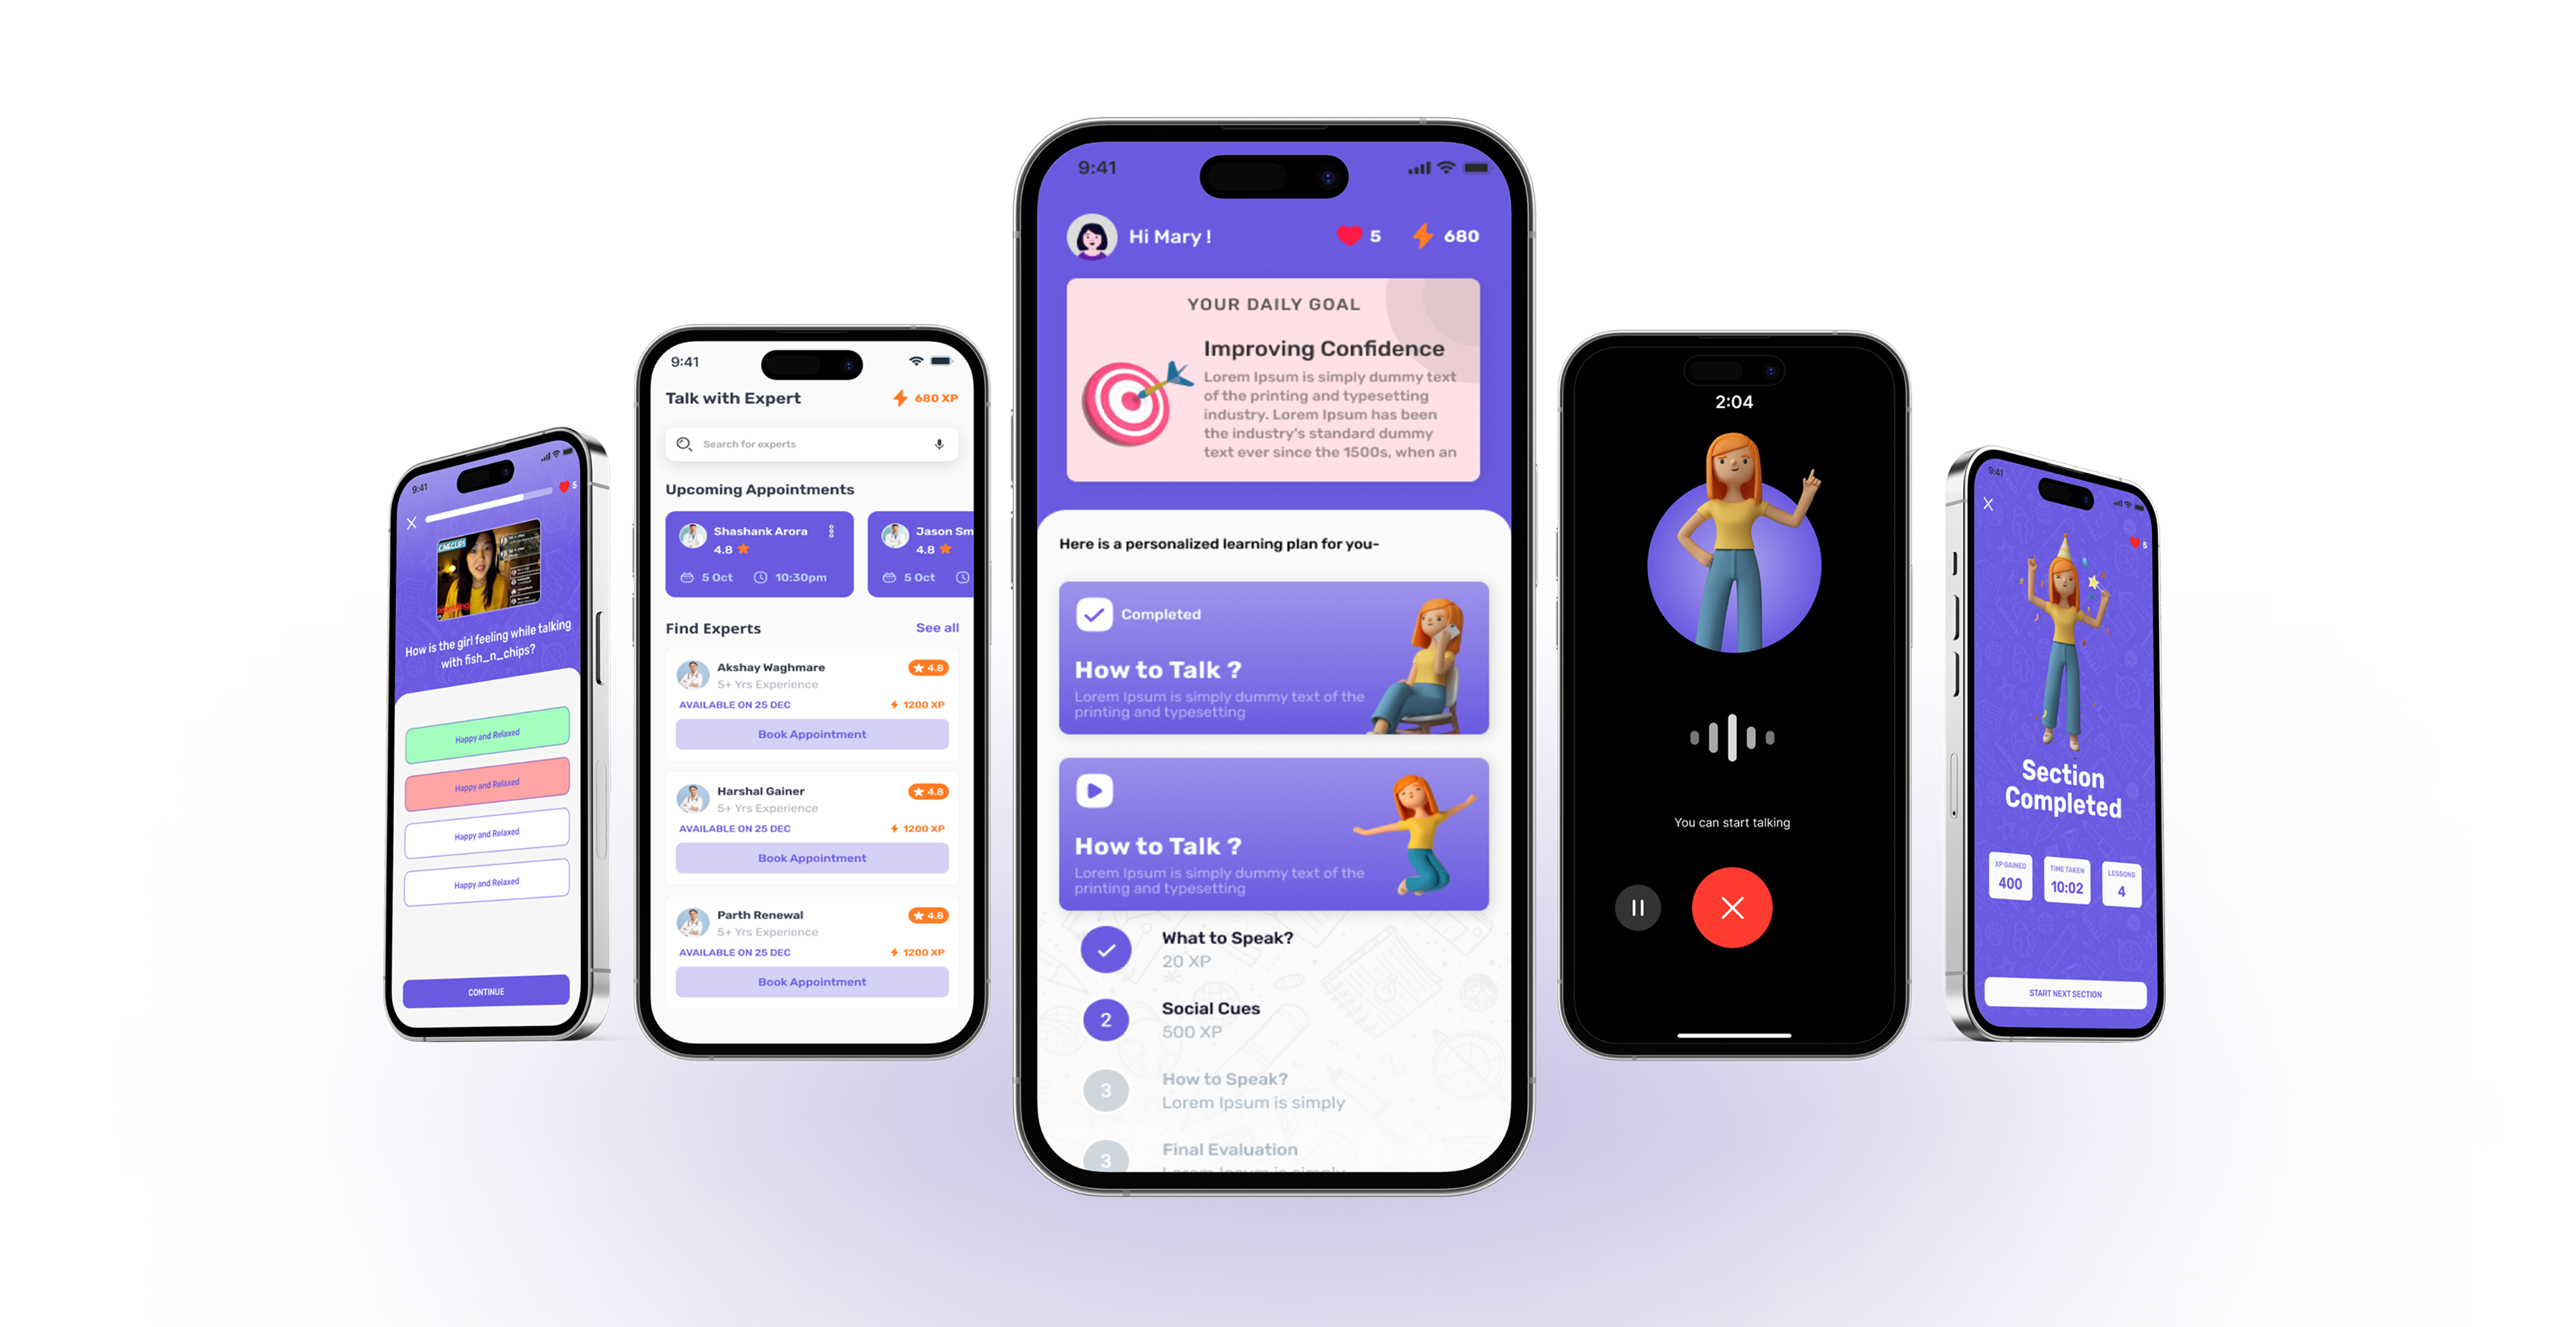 9:41
5
How is the girl feeling while talking
with fish_n_chips?
Happy and Relaxed
Happy and Relaxed
Happy and Relaxed
Happy and Relaxed
CONTINUE
9:41
Talk with Expert
680 XP
Search for experts
Upcoming Appointments
Shashank Arora
4.8
5 Oct
10:30pm
Jason Sm
4.8
5 Oct
Find Experts
See all
Akshay Waghmare
4.8
5+ Yrs Experience
AVAILABLE ON 25 DEC
1200 XP
Book Appointment
Harshal Gainer
4.8
5+ Yrs Experience
AVAILABLE ON 25 DEC
1200 XP
Book Appointment
Parth Renewal
4.8
5+ Yrs Experience
AVAILABLE ON 25 DEC
1200 XP
Book Appointment
9:41
Hi Mary !
5
680
YOUR DAILY GOAL
Improving Confidence
Lorem Ipsum is simply dummy text
of the printing and typesetting
industry. Lorem Ipsum has been
the industry's standard dummy
text ever since the 1500s, when an
Here is a personalized learning plan for you-
Completed
How to Talk ?
Lorem Ipsum is simply dummy text of the
printing and typesetting
How to Talk ?
Lorem Ipsum is simply dummy text of the
printing and typesetting
What to Speak?
20 XP
2
Social Cues
500 XP
3
How to Speak?
Lorem Ipsum is simply
3
Final Evaluation
Lorem Ipsum is simply
2:04
You can start talking
9:41
5
Section
Completed
XP GAINED
400
TIME TAKEN
10:02
LESSONS
4
START NEXT SECTION